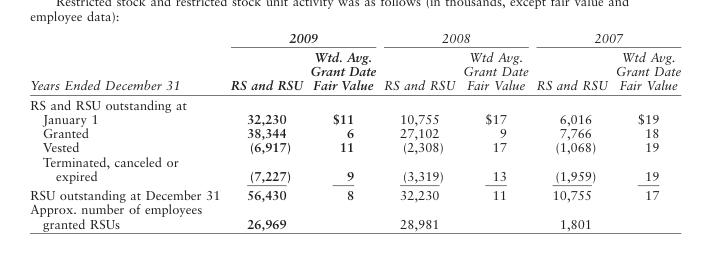 Restricted stock and restricted stock unit activity was as follows (in thousands, except fair value and
employee data):
2009 2008 2007
Wtd. Avg. Wtd Avg. Wtd Avg.
Grant Date Grant Date Grant Date
Years Ended December 31 RS and RSU Fair Value RS and RSU Fair Value RS and RSU Fair Value
RS and RSU outstanding at
January 1 32,230 $11 10,755 $17 6,016 $19
Granted 38,344 6 27,102 9 7,766 18
Vested (6,917) 11 (2,308) 17 (1,068) 19
Terminated, canceled or
expired (7,227) 9 (3,319) 13 (1,959) 19
RSU outstanding at December 31 56,430 8 32,230 11 10,755 17
Approx. number of employees
granted RSUs 26,969 28,981 1,801